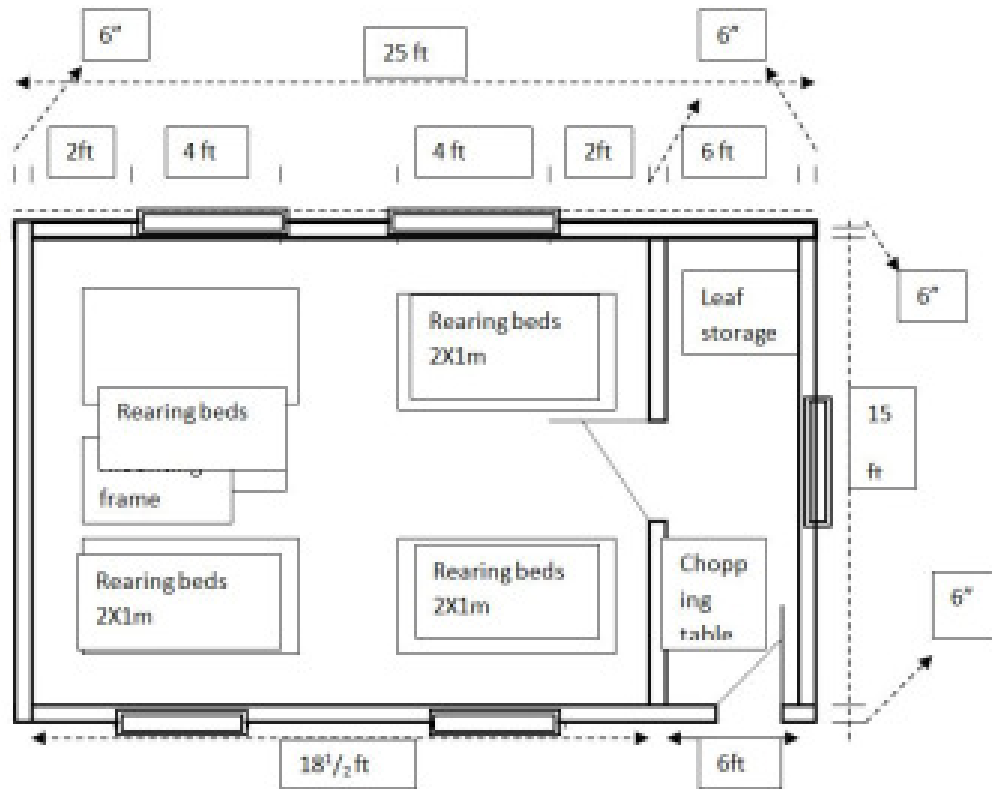 6”
25 ft
6”
2ft
4 ft
4 ft
2ft
6 ft
6”
Leaf
storage
Rearing beds
2X1m
Rearing beds
frame
15
ft
Rearing beds
2X1m
Rearing beds
2X1m
Chopp
ing
table
6”
18¹/₂ ft
6ft